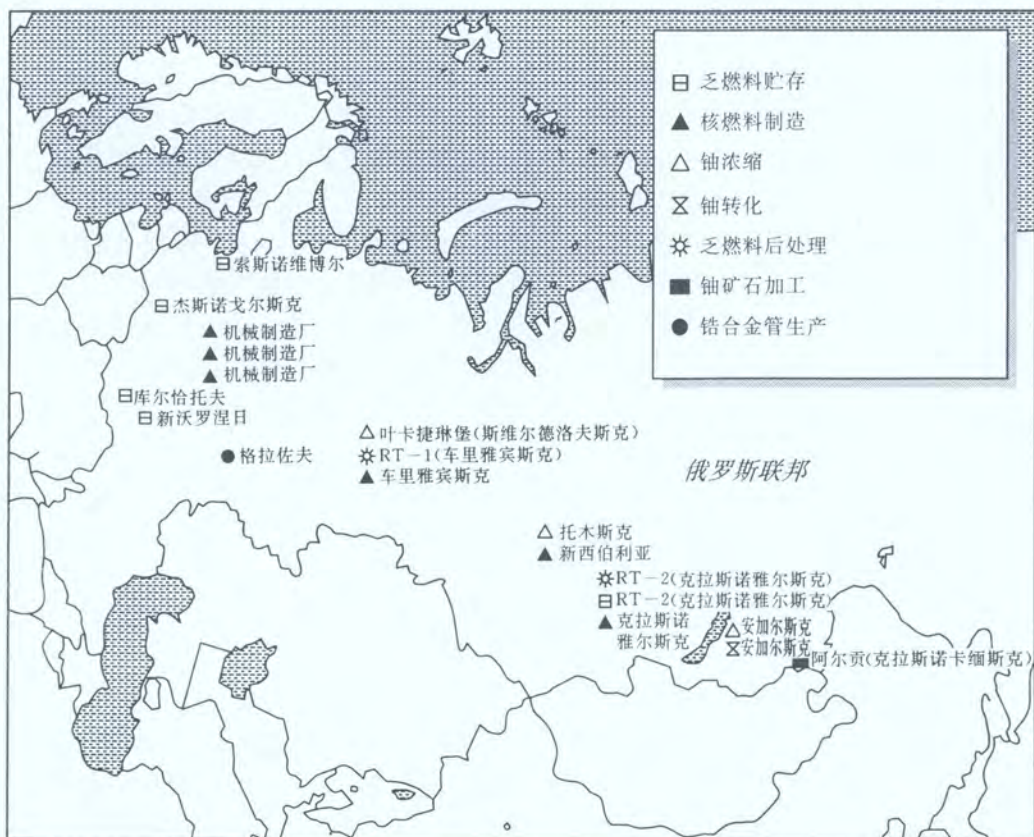 乏燃料贮存
核燃料制造
铀浓缩
铀转化
乏燃料后处理
铀矿石加工
锆合金管生产
索斯诺维博尔
杰斯诺戈尔斯克
机械制造厂
机械制造厂
机械制造厂
库尔恰托夫
新沃罗涅日
格拉佐夫
叶卡捷琳堡(斯维尔德洛夫斯克)
RT-1(车里雅宾斯克)
车里雅宾斯克
俄罗斯联邦
托木斯克
新西伯利亚
RT-2(克拉斯诺雅尔斯克)
RT-2(克拉斯诺雅尔斯克)
克拉斯诺
雅尔斯克
安加尔斯克
安加尔斯克
阿尔贡(克拉斯诺卡缅斯克)